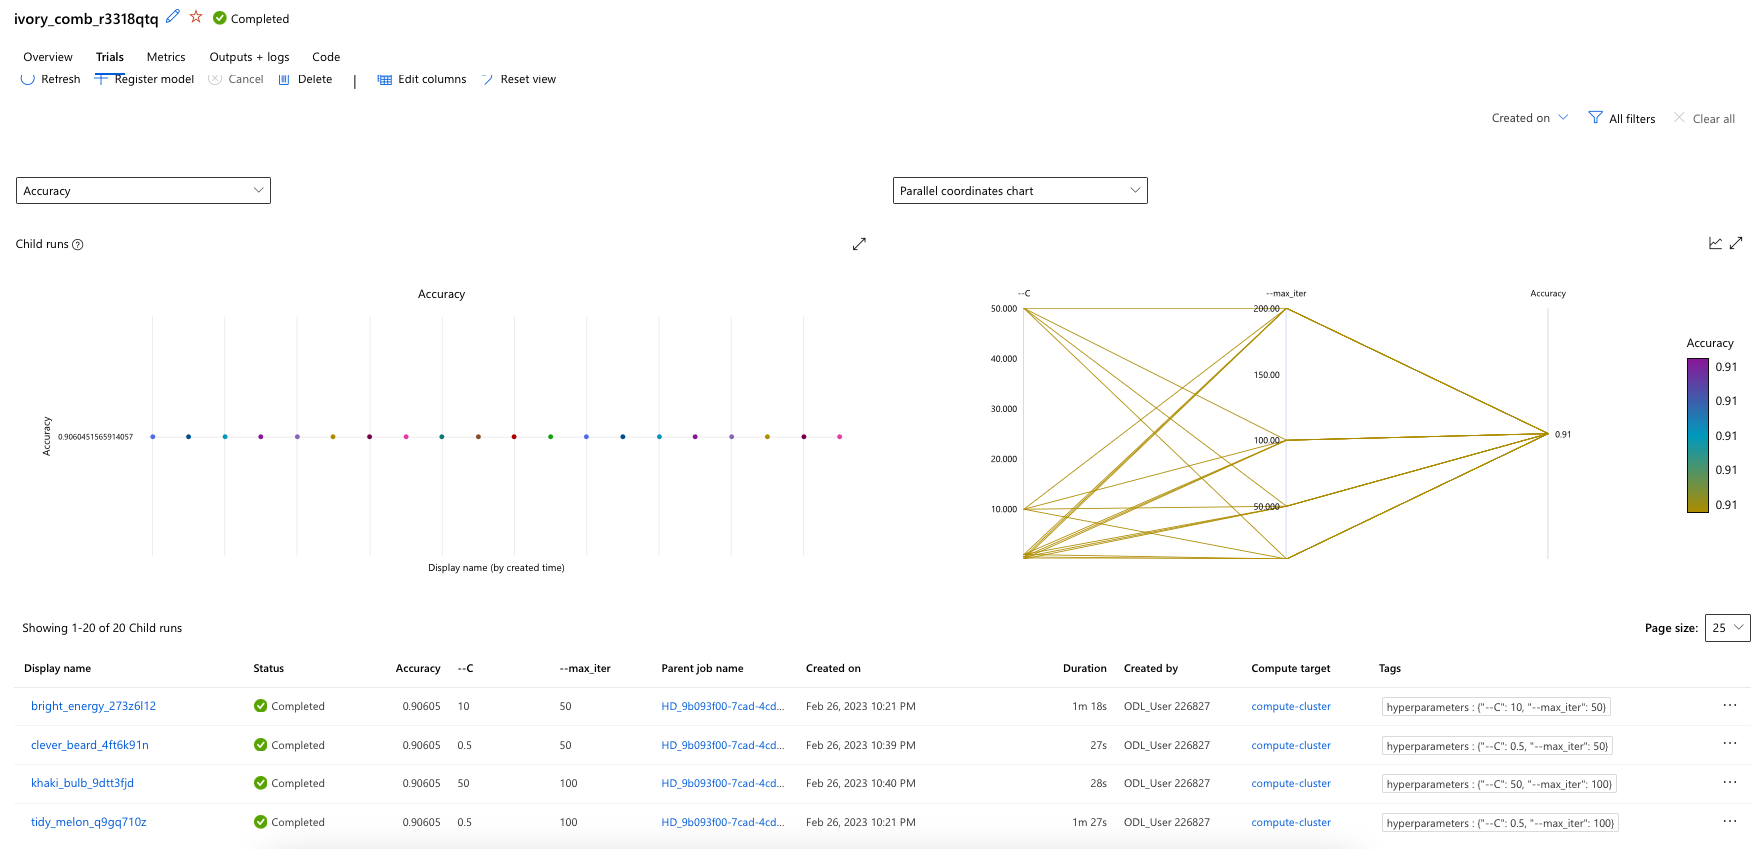 ivory_comb_r3318qtq Completed
Overview Trials Metrics Outputs + logs Code
Refresh Register model Cancel Delete | Edit columns Reset view
Created on All filters Clear all
Accuracy
Parallel coordinates chart
Child runs
Accuracy
Accuracy
0.9060451565914057
Display name (by created time)
--C --max_iter Accuracy
50.000
40.000
30.000
20.000
10.000
200.00
150.00
100.00
50.000
0.91
Accuracy
0.91
0.91
0.91
0.91
0.91
Showing 1-20 of 20 Child runs
Page size: 25
Display name Status Accuracy --C --max_iter Parent job name Created on Duration Created by Compute target Tags
bright_energy_273z6l12 Completed 0.90605 10 50 HD_9b093f00-7cad-4cd... Feb 26, 2023 10:21 PM 1m 18s ODL_User 226827 compute-cluster hyperparameters : {"--C": 10, "--max_iter": 50} ...
clever_beard_4ft6k91n Completed 0.90605 0.5 50 HD_9b093f00-7cad-4cd... Feb 26, 2023 10:39 PM 27s ODL_User 226827 compute-cluster hyperparameters : {"--C": 0.5, "--max_iter": 50} ...
khaki_bulb_9dtt3fjd Completed 0.90605 50 100 HD_9b093f00-7cad-4cd... Feb 26, 2023 10:40 PM 28s ODL_User 226827 compute-cluster hyperparameters : {"--C": 50, "--max_iter": 100} ...
tidy_melon_q9gq710z Completed 0.90605 0.5 100 HD_9b093f00-7cad-4cd... Feb 26, 2023 10:21 PM 1m 27s ODL_User 226827 compute-cluster hyperparameters : {"--C": 0.5, "--max_iter": 100} ...